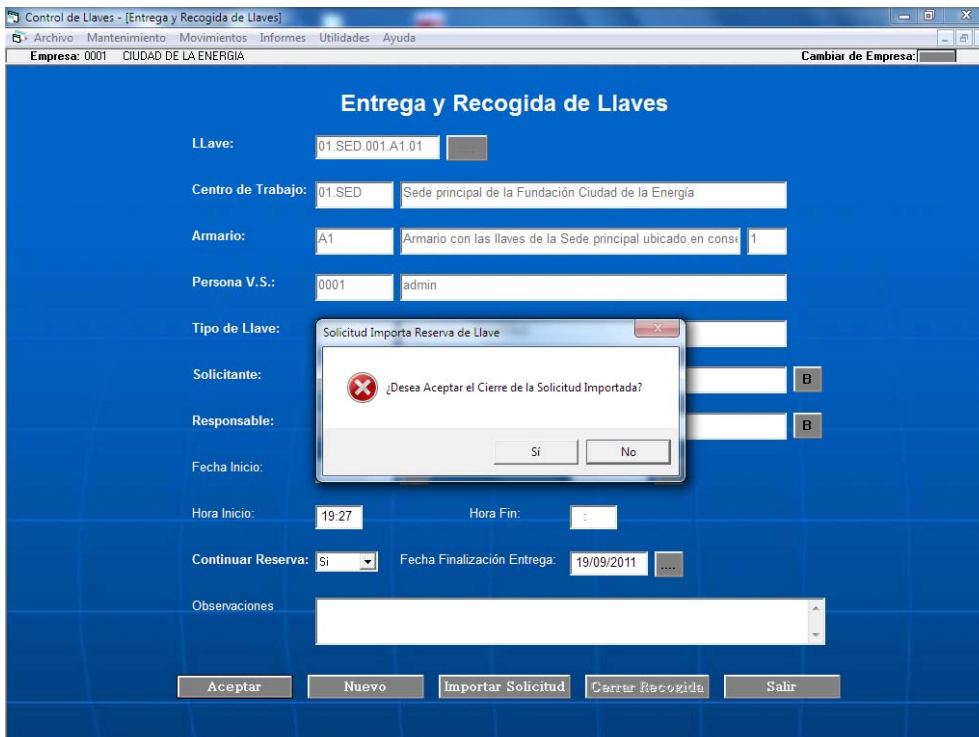 Control de Llaves - [Entrega y Recogida de Llaves]
Archivo Mantenimiento Movimientos Informes Utilidades Ayuda
Empresa: 0001 CIUDAD DE LA ENERGIA Cambiar de Empresa:
Entrega y Recogida de Llaves
LLave: 01.SED.001.A1.01
Centro de Trabajo: 01.SED Sede principal de la Fundación Ciudad de la Energía
Armario: A1 Armario con las llaves de la Sede principal ubicado en conse 1
Persona V.S.: 0001 admin
Tipo de Llave:
Solicitud Importa Reserva de Llave
Solicitante: B
¿Desea Aceptar el Cierre de la Solicitud Importada?
Responsable: B
Sí No
Fecha Inicio:
Hora Inicio: 19:27 Hora Fin: :
Continuar Reserva: Si Fecha Finalización Entrega: 19/09/2011 ....
Observaciones
Aceptar Nuevo Importar Solicitud Cerrar Recogida Salir